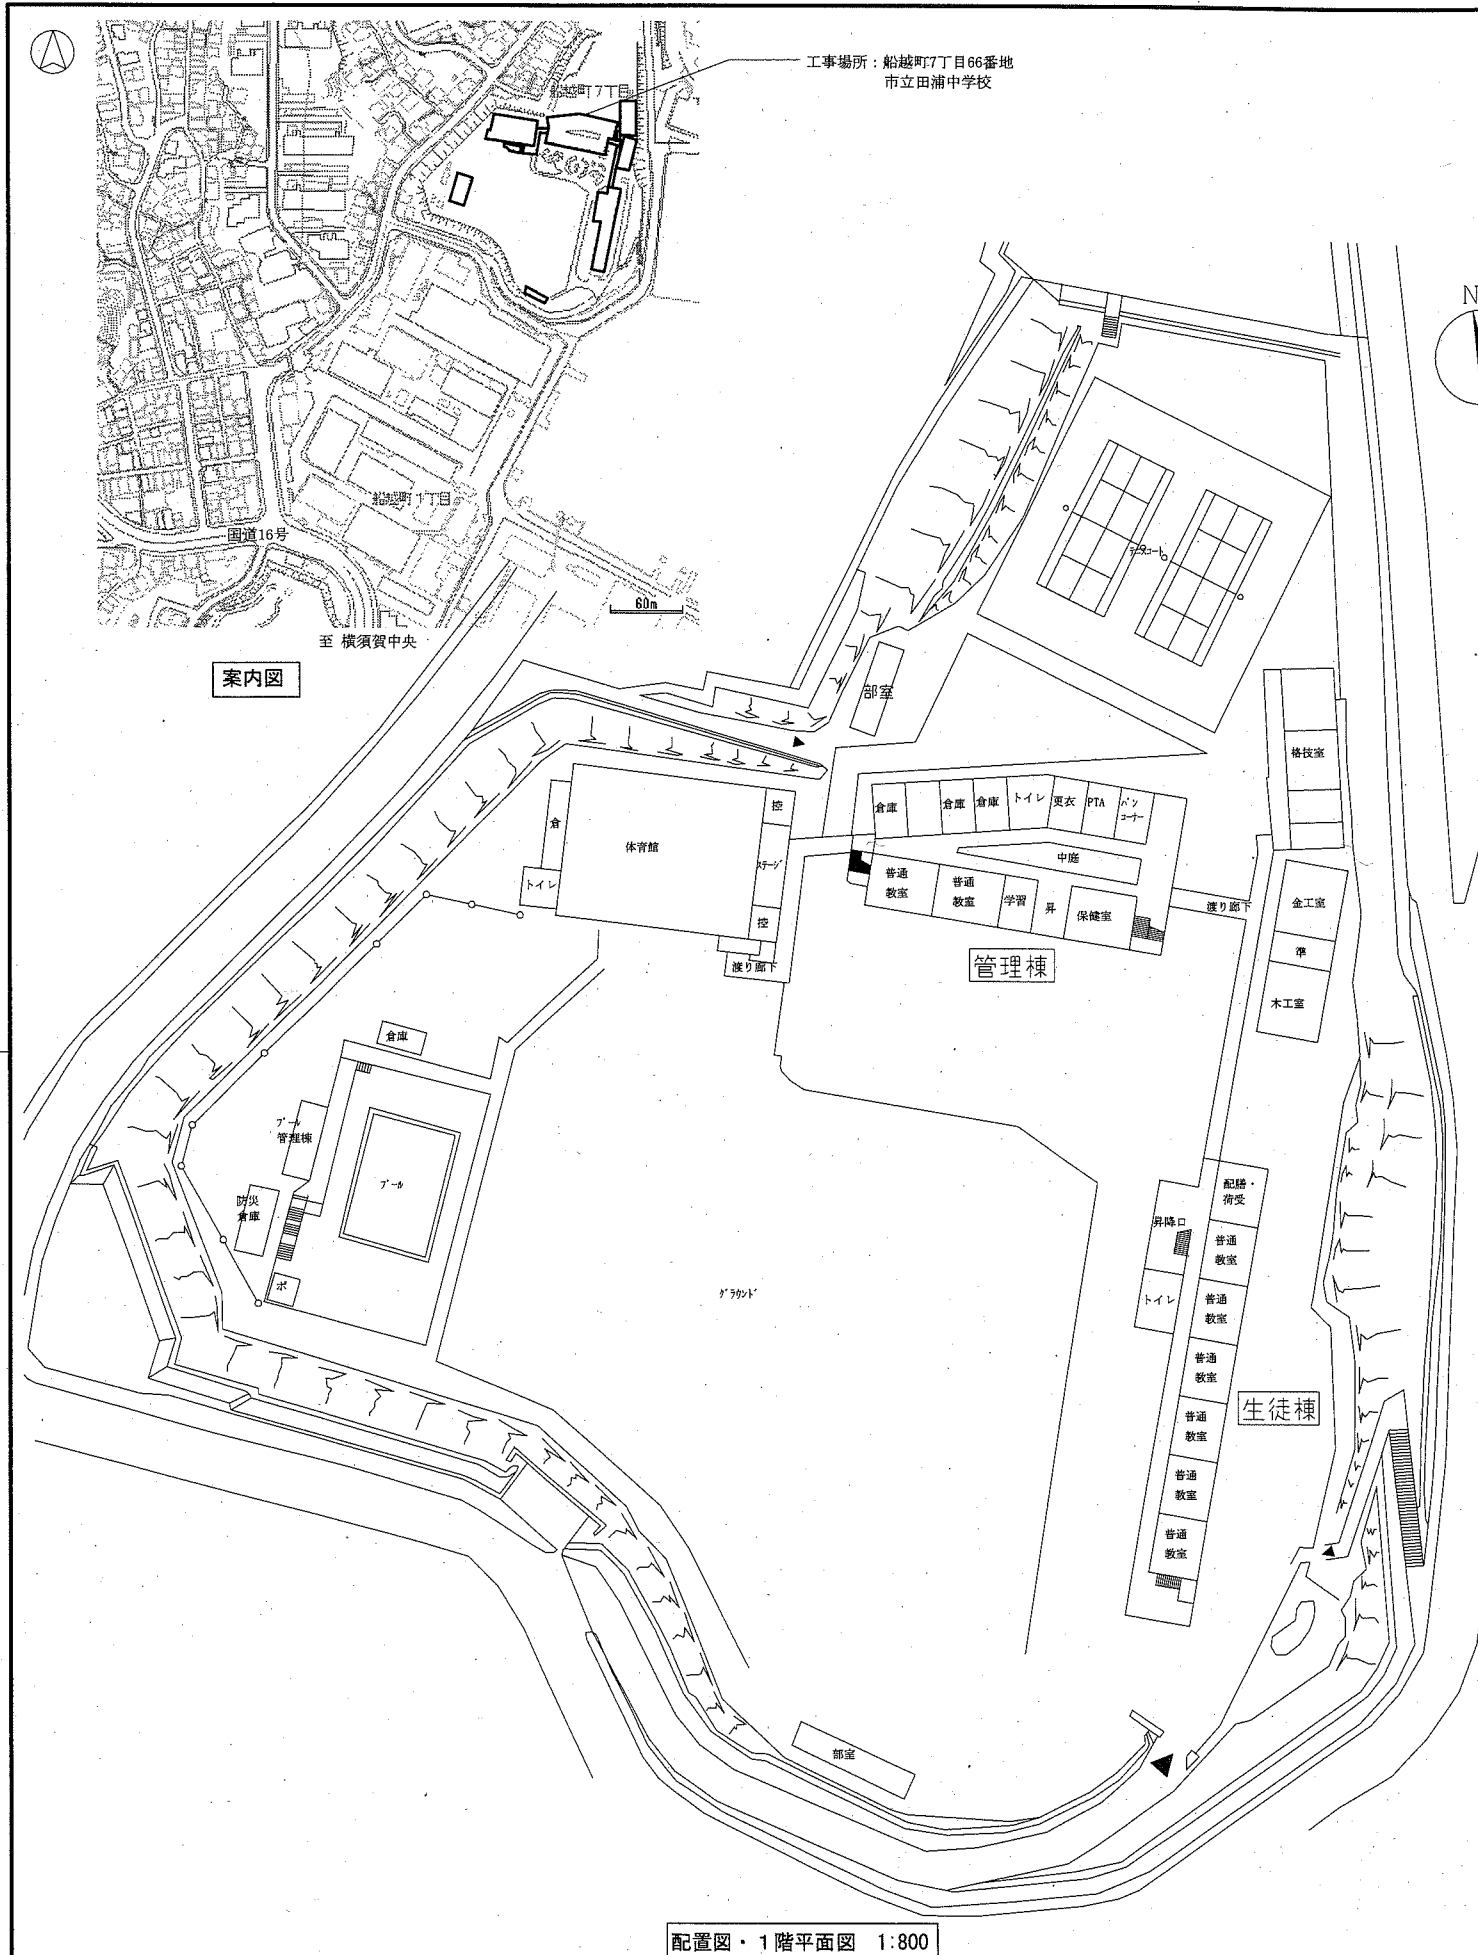 工事場所：船越町7丁目66番地
市立田浦中学校
船越町7丁目
船越町1丁目
国道16号
60m
至 横須賀中央
案内図
N
テニスコート
部室
格技室
倉庫
倉庫
倉庫
トイレ
更衣
PTA
パン
コーナー
中庭
普通
教室
普通
教室
学習
昇
保健室
渡り廊下
管理棟
金工室
準
木工室
控
倉
体育館
ステージ
トイレ
控
渡り廊下
倉庫
プール
管理棟
プール
防災
倉庫
ポ
グラウンド
配膳・
荷受
昇降口
普通
教室
トイレ
普通
教室
普通
教室
生徒棟
普通
教室
普通
教室
普通
教室
部室
配置図・1階平面図 1:800